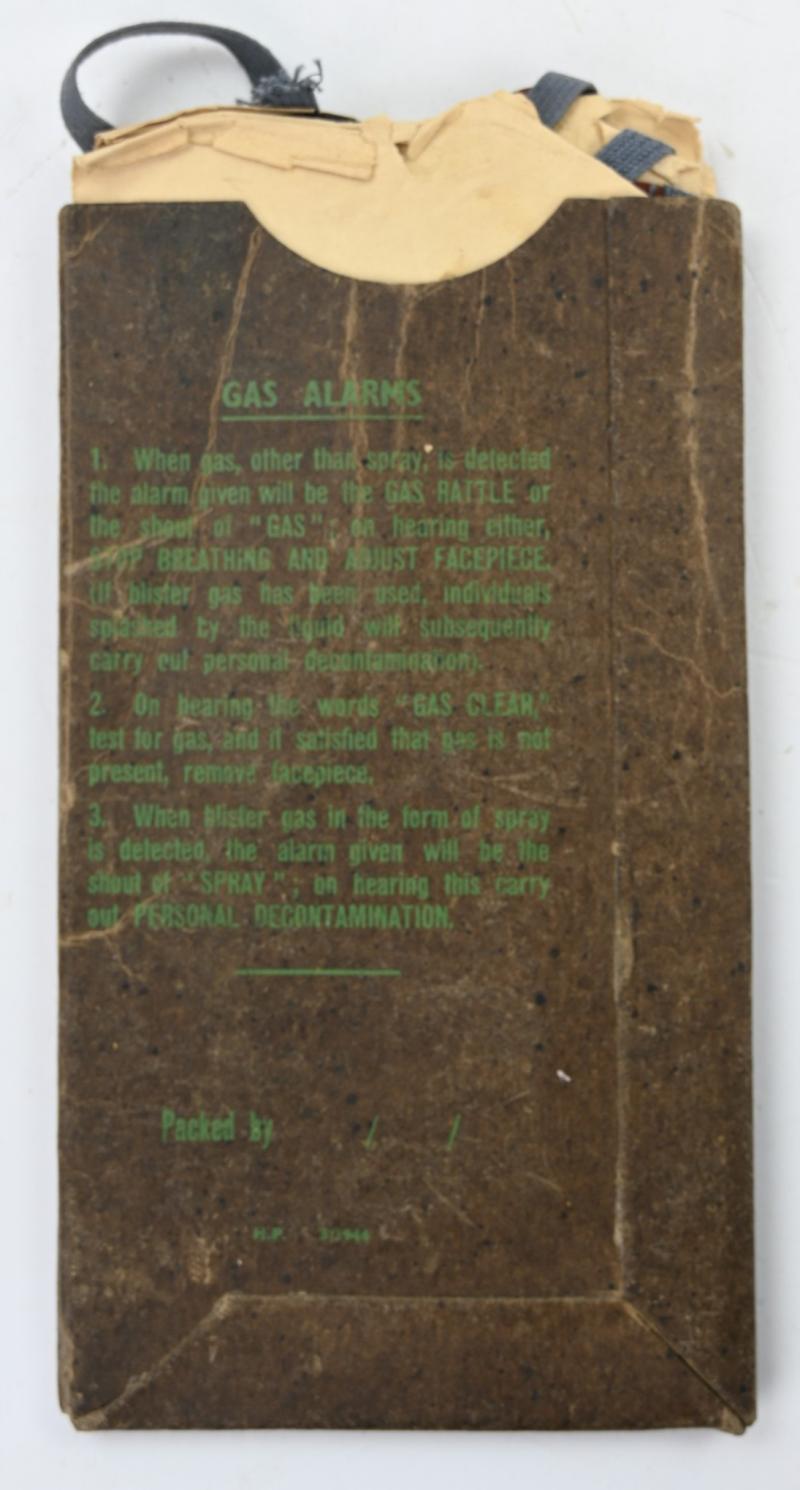 GAS ALARMS
1. When gas, other than spray, is detected
the alarm given will be the GAS RATTLE or
the shout of "GAS"; on hearing either,
STOP BREATHING AND ADJUST FACEPIECE.
(If blister gas has been used, individuals
splashed by the liquid will subsequently
carry out personal decontamination).
2. On hearing the words "GAS CLEAR,"
test for gas, and if satisfied that gas is not
present, remove facepiece.
3. When blister gas in the form of spray
is detected, the alarm given will be the
shout of "SPRAY"; on hearing this carry
out PERSONAL DECONTAMINATION.
Packed by / /
H.P.